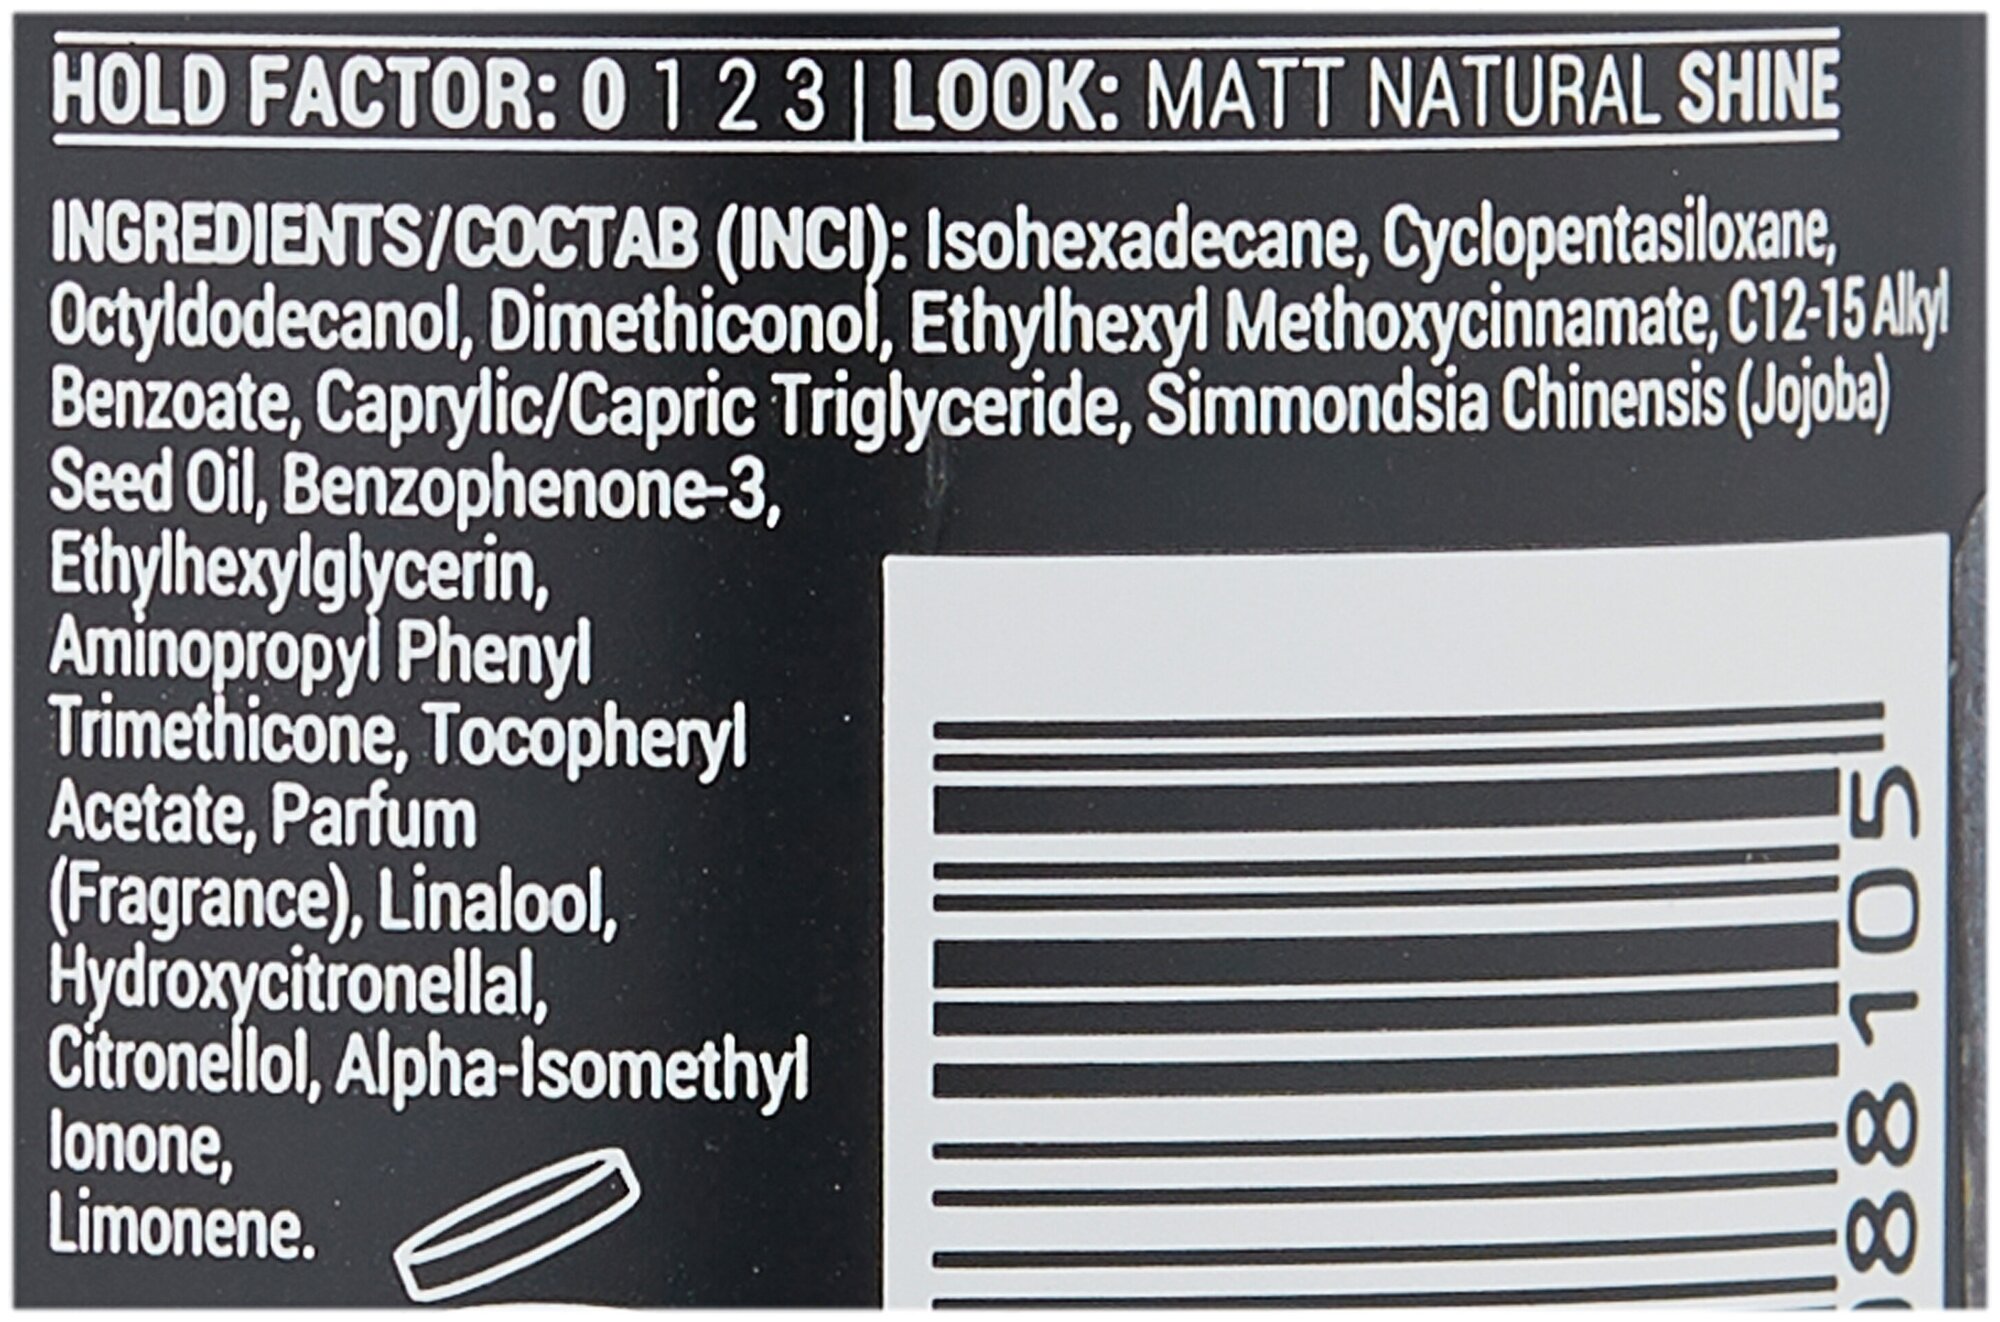 HOLD FACTOR: 0 1 2 3 | LOOK: MATT NATURAL SHINE
INGREDIENTS/СОСТАВ (INCI): Isohexadecane, Cyclopentasiloxane,
Octyldodecanol, Dimethiconol, Ethylhexyl Methoxycinnamate, C12-15 Alkyl
Benzoate, Caprylic/Capric Triglyceride, Simmondsia Chinensis (Jojoba)
Seed Oil, Benzophenone-3,
Ethylhexylglycerin,
Aminopropyl Phenyl
Trimethicone, Tocopheryl
Acetate, Parfum
(Fragrance), Linalool,
Hydroxycitronellal,
Citronellol, Alpha-Isomethyl
Ionone,
Limonene.
88105